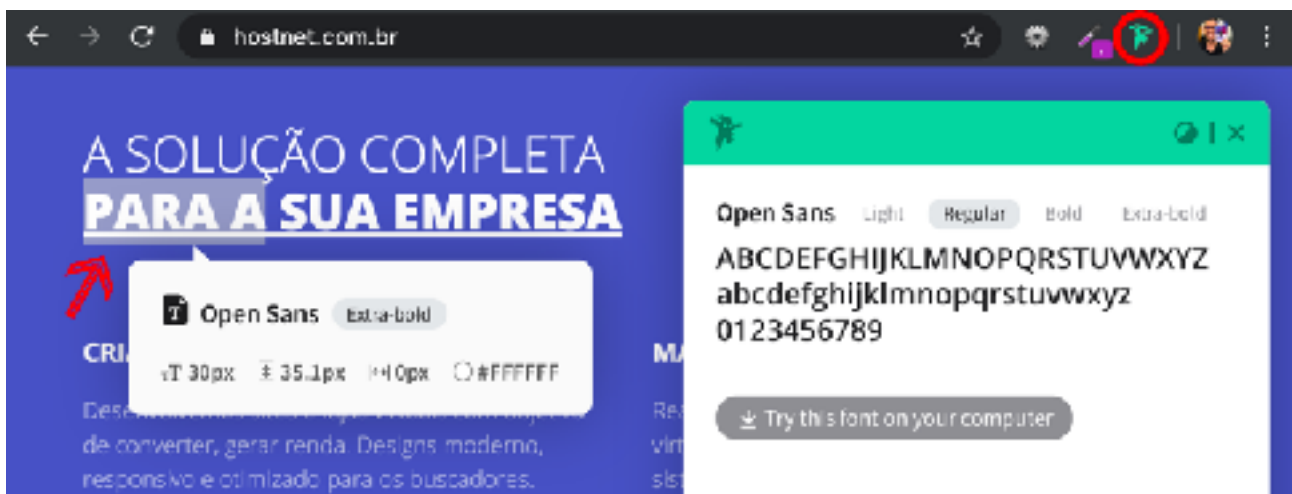 hostnet.com.br
A SOLUÇÃO COMPLETA
PARA A SUA EMPRESA
Open Sans Extra-bold
30px 35.1px 0px #FFFFFF
CRI
de converter, gerar renda. Designs moderno,
responsivo e otimizado para os buscadores.
Open Sans Light Regular Bold Extra-bold
ABCDEFGHIJKLMNOPQRSTUVWXYZ
abcdefghijklmnopqrstuvwxyz
0123456789
Try this font on your computer